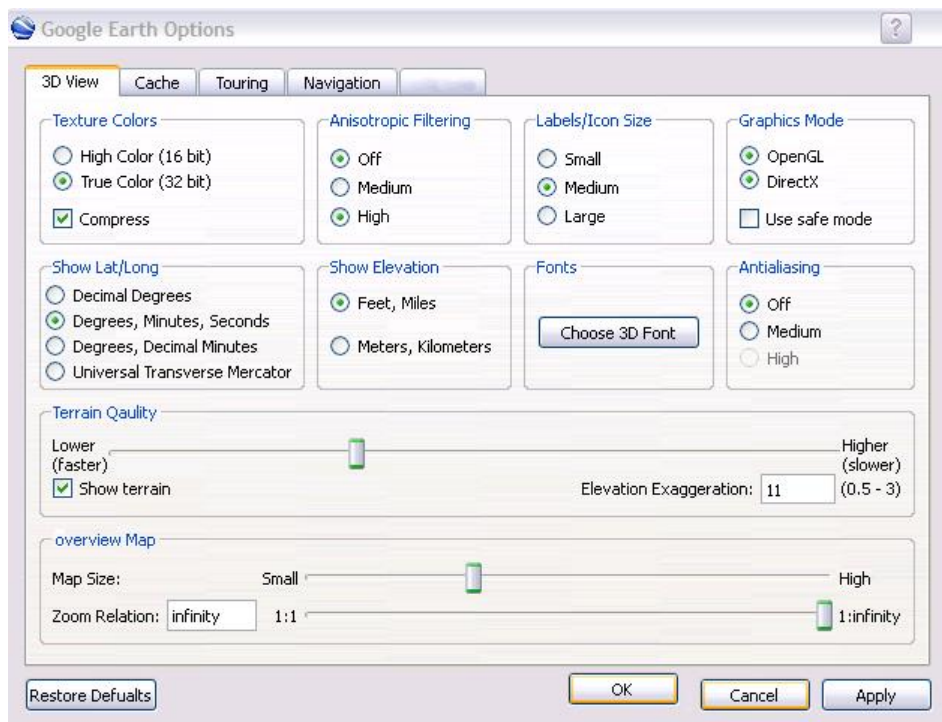 Google Earth Options
?
3D View Cache Touring Navigation
Texture Colors
High Color (16 bit)
True Color (32 bit)
Compress
Anisotropic Filtering
Off
Medium
High
Labels/Icon Size
Small
Medium
Large
Graphics Mode
OpenGL
DirectX
Use safe mode
Show Lat/Long
Decimal Degrees
Degrees, Minutes, Seconds
Degrees, Decimal Minutes
Universal Transverse Mercator
Show Elevation
Feet, Miles
Meters, Kilometers
Fonts
Choose 3D Font
Antialiasing
Off
Medium
High
Terrain Qaulity
Lower
(faster)
Higher
(slower)
Show terrain
Elevation Exaggeration: 11 (0.5 - 3)
overview Map
Map Size: Small High
Zoom Relation: infinity 1:1 1:infinity
Restore Defualts OK Cancel Apply